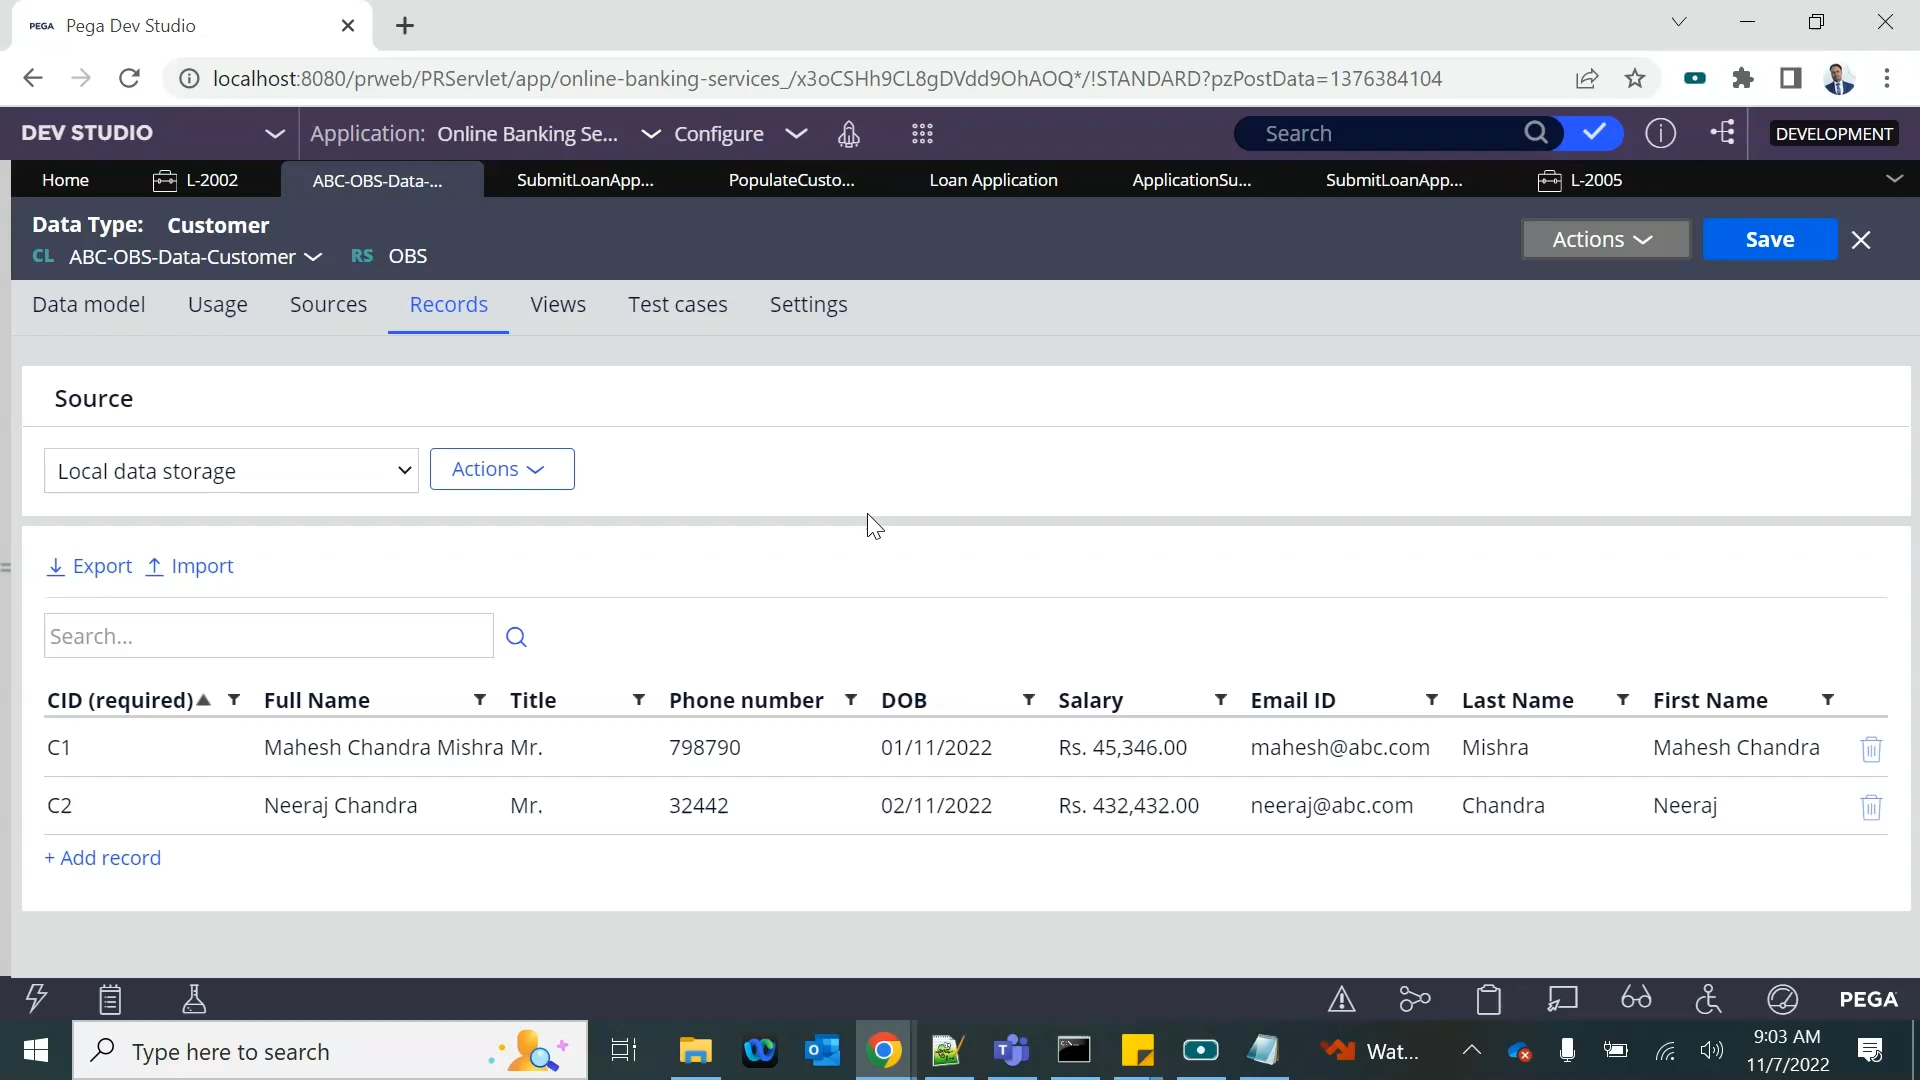 PEGA Pega Dev Studio
localhost:8080/prweb/PRServlet/app/online-banking-services_/x3oCSHh9CL8gDVdd9OhAOQ*/!STANDARD?pzPostData=1376384104
DEV STUDIO Application: Online Banking Se... Configure Search DEVELOPMENT
Home L-2002 ABC-OBS-Data-... SubmitLoanApp... PopulateCusto... Loan Application ApplicationSu... SubmitLoanApp... L-2005
Data Type: Customer
CL ABC-OBS-Data-Customer RS OBS
Actions Save
Data model Usage Sources Records Views Test cases Settings
Source
Local data storage Actions
Export Import
Search...
CID (required) Full Name Title Phone number DOB Salary Email ID Last Name First Name
C1 Mahesh Chandra Mishra Mr. 798790 01/11/2022 Rs. 45,346.00 mahesh@abc.com Mishra Mahesh Chandra
C2 Neeraj Chandra Mr. 32442 02/11/2022 Rs. 432,432.00 neeraj@abc.com Chandra Neeraj
+ Add record
PEGA
Type here to search Wat... 9:03 AM
11/7/2022